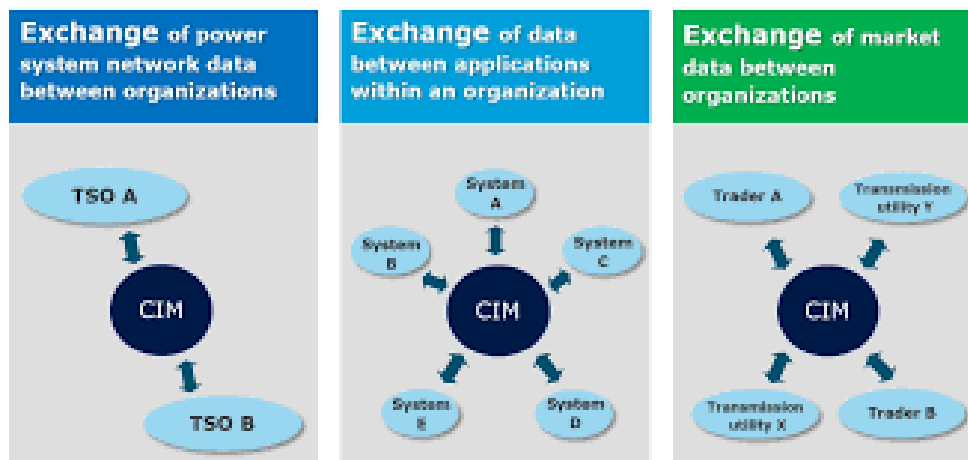 Exchange of power
system network data
between organizations
TSO A
CIM
TSO B
Exchange of data
between applications
within an organization
System
A
System
B
System
C
CIM
System
E
System
D
Exchange of market
data between
organizations
Trader A
Transmission
utility Y
CIM
Transmission
utility X
Trader B